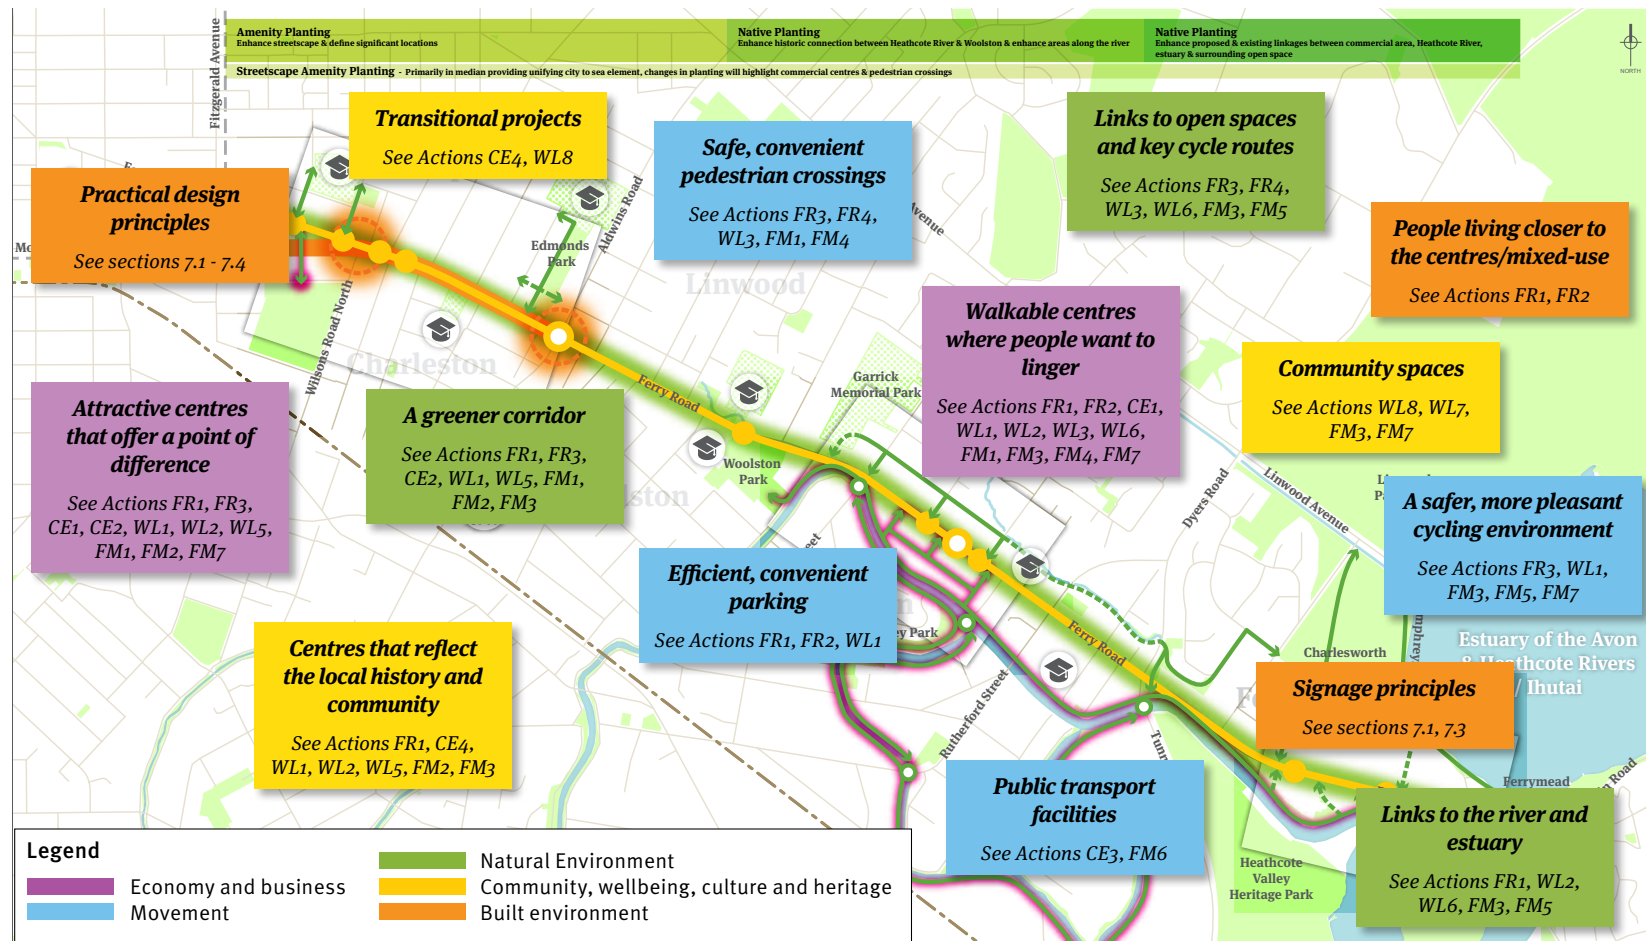 Amenity Planting
Enhance streetscape & define significant locations
Native Planting
Enhance historic connection between Heathcote River & Woolston & enhance areas along the river
Native Planting
Enhance proposed & existing linkages between commercial area, Heathcote River,
estuary & surrounding open space
Streetscape Amenity Planting - Primarily in median providing unifying city to sea element, changes in planting will highlight commercial centres & pedestrian crossings
NORTH
Fitzgerald Avenue
Transitional projects
See Actions CE4, WL8
Safe, convenient
pedestrian crossings
See Actions FR3, FR4,
WL3, FM1, FM4
Links to open spaces
and key cycle routes
See Actions FR3, FR4,
WL3, WL6, FM3, FM5
Practical design
principles
See sections 7.1 - 7.4
People living closer to
the centres/mixed-use
See Actions FR1, FR2
Aldwins Road
Edmonds
Park
Linwood
Wilsons Road North
Charleston
Ferry Road
Garrick
Memorial Park
Walkable centres
where people want to
linger
See Actions FR1, FR2, CE1,
WL1, WL2, WL3, WL6,
FM1, FM3, FM4, FM7
Community spaces
See Actions WL8, WL7,
FM3, FM7
Attractive centres
that offer a point of
difference
See Actions FR1, FR3,
CE1, CE2, WL1, WL2, WL5,
FM1, FM2, FM7
A greener corridor
See Actions FR1, FR3,
CE2, WL1, WL5, FM1,
FM2, FM3
Woolston
Park
Dyers Road
Linwood Avenue
A safer, more pleasant
cycling environment
See Actions FR3, WL1,
FM3, FM5, FM7
Efficient, convenient
parking
See Actions FR1, FR2, WL1
Park
Ferry Road
Rutherford Street
Centres that reflect
the local history and
community
See Actions FR1, CE4,
WL1, WL2, WL5, FM2, FM3
Charlesworth
Estuary of the Avon
& Heathcote Rivers
/ Ihutai
Signage principles
See sections 7.1, 7.3
Public transport
facilities
See Actions CE3, FM6
Ferrymead
Road
Links to the river and
estuary
See Actions FR1, WL2,
WL6, FM3, FM5
Heathcote
Valley
Heritage Park
Legend
Economy and business
Movement
Natural Environment
Community, wellbeing, culture and heritage
Built environment